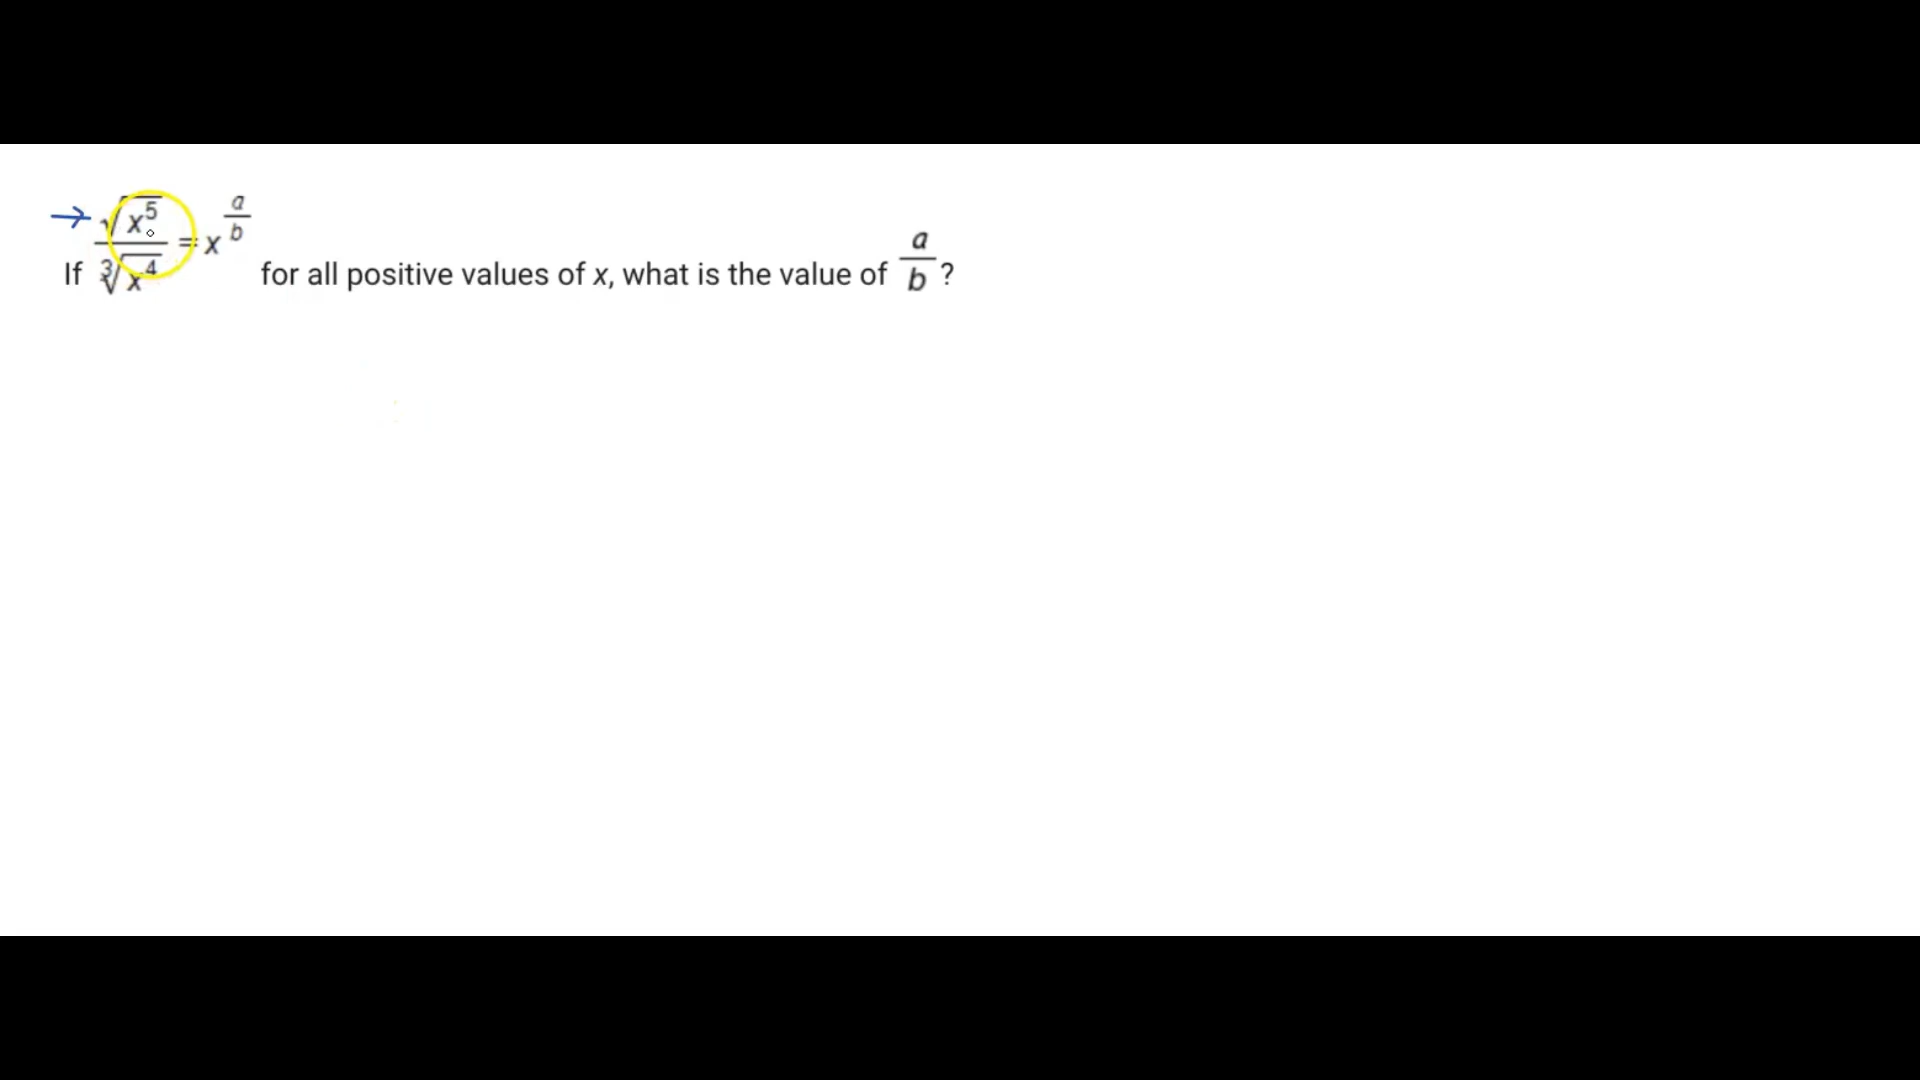 If √x⁵ / ∛x⁴ = x^(a/b) for all positive values of x, what is the value of a/b ?